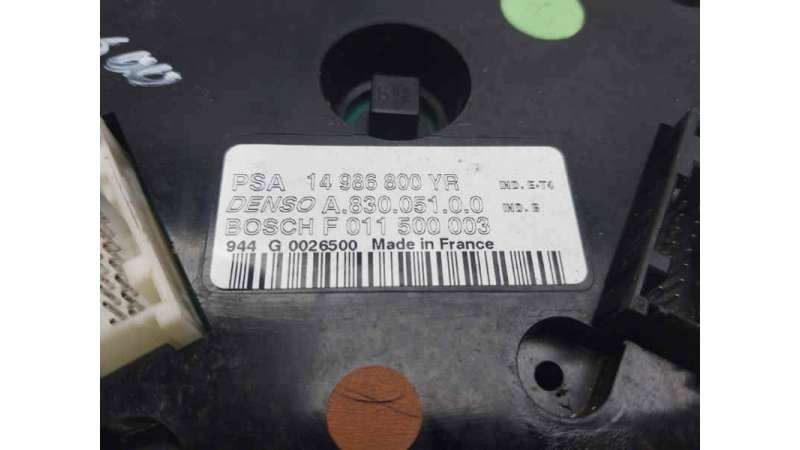 PSA 14 986 800 YR IND. E-T4
DENSO A.830.051.0.0 IND. B
BOSCH F 011 500 003
944 G 0026500 Made in France